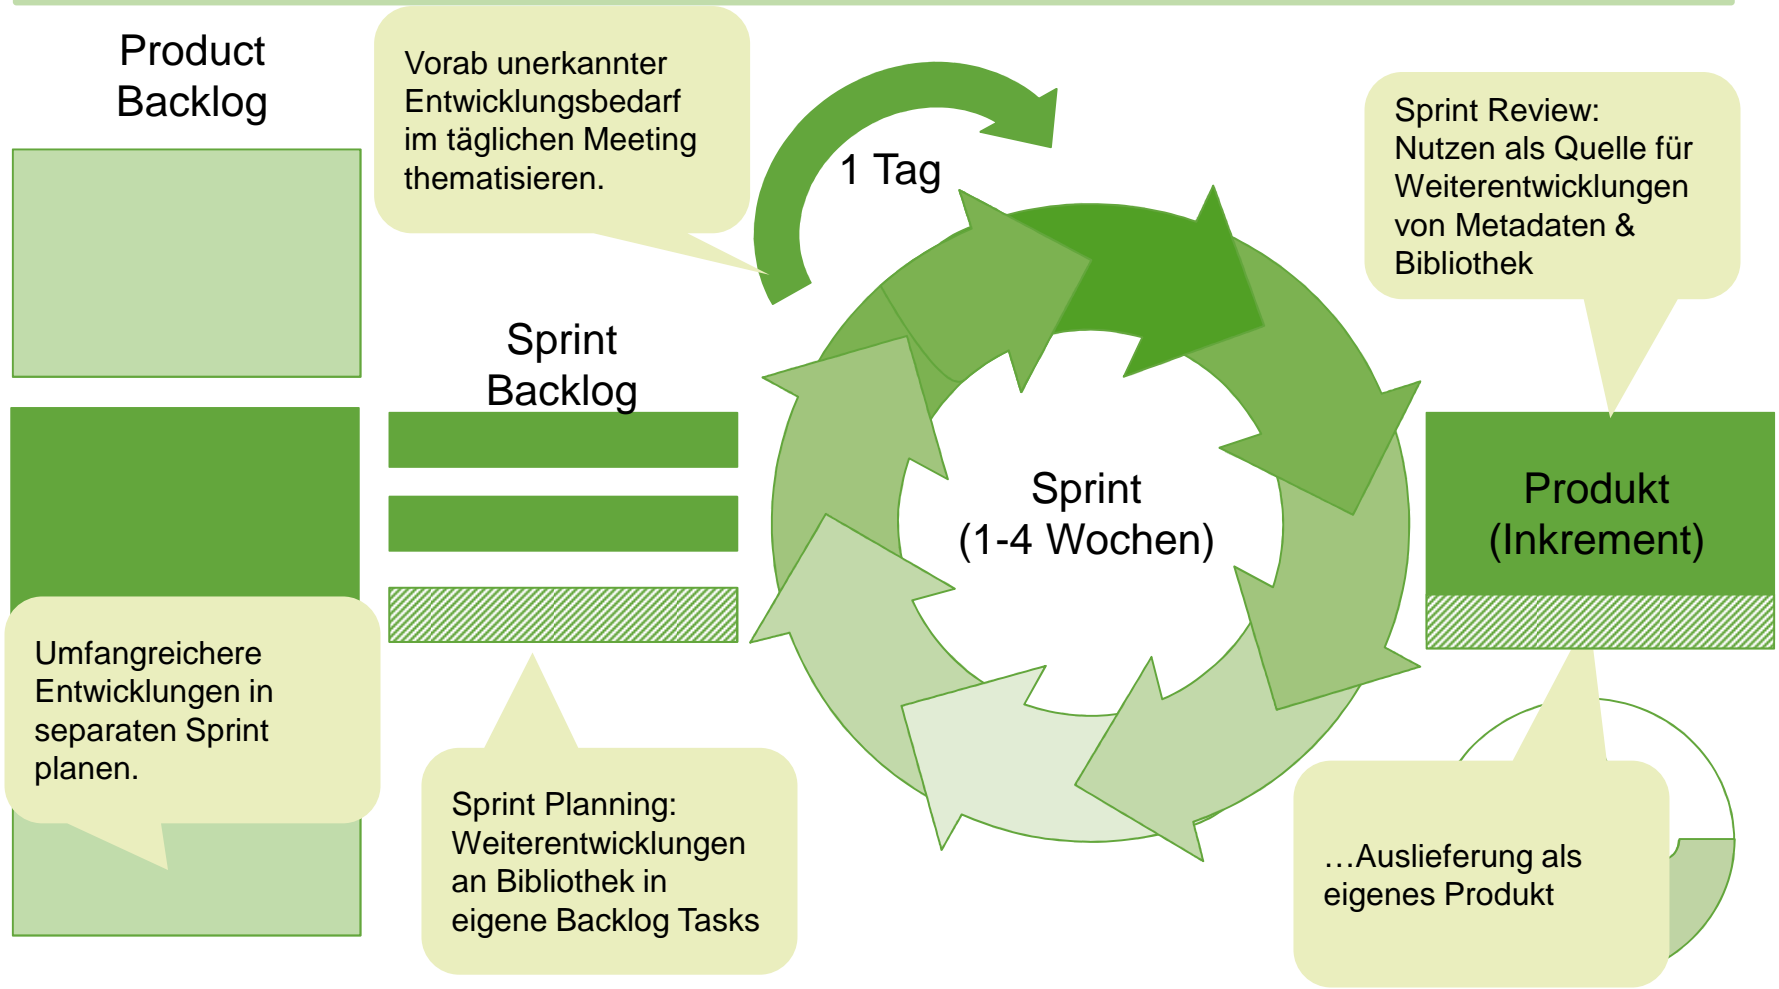 Product
Backlog
Vorab unerkannter
Entwicklungsbedarf
im täglichen Meeting
thematisieren.
1 Tag
Sprint Review:
Nutzen als Quelle für
Weiterentwicklungen
von Metadaten &
Bibliothek
Sprint
Backlog
Sprint
(1-4 Wochen)
Produkt
(Inkrement)
Umfangreichere
Entwicklungen in
separaten Sprint
planen.
Sprint Planning:
Weiterentwicklungen
an Bibliothek in
eigene Backlog Tasks
…Auslieferung als
eigenes Produkt